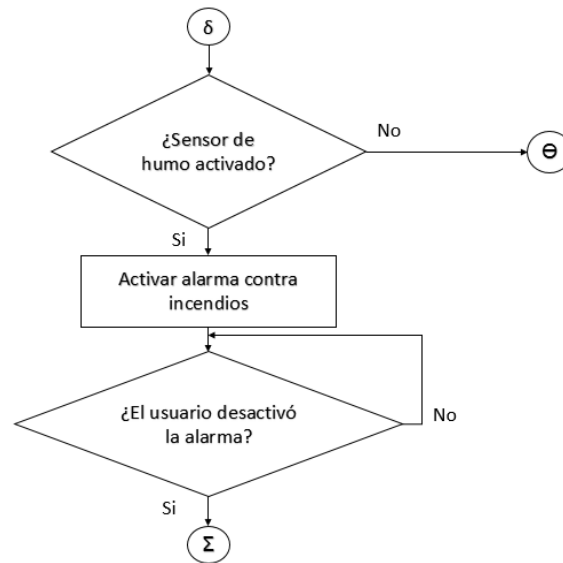 δ
¿Sensor de
humo activado?
No
Ө
Si
Activar alarma contra
incendios
¿El usuario desactivó
la alarma?
No
Si
Σ